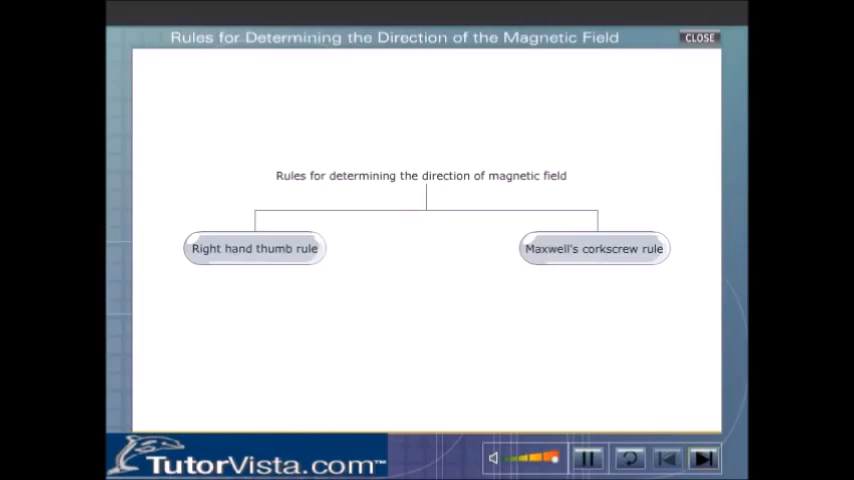 Rules for Determining the Direction of the Magnetic Field
CLOSE
Rules for determining the direction of magnetic field
Right hand thumb rule
Maxwell's corkscrew rule
TutorVista.com™